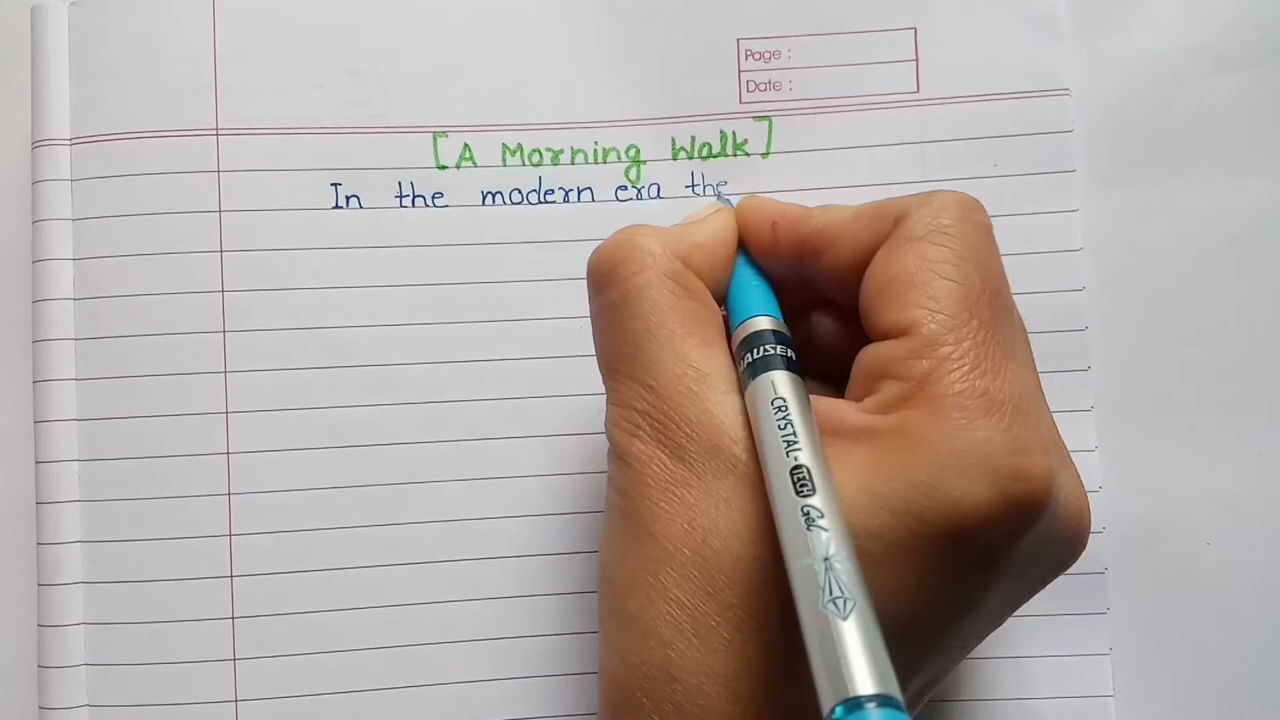 Page :
Date :
[A Morning Walk]
In the modern era the
HAUSER
CRYSTAL-TECH Gel